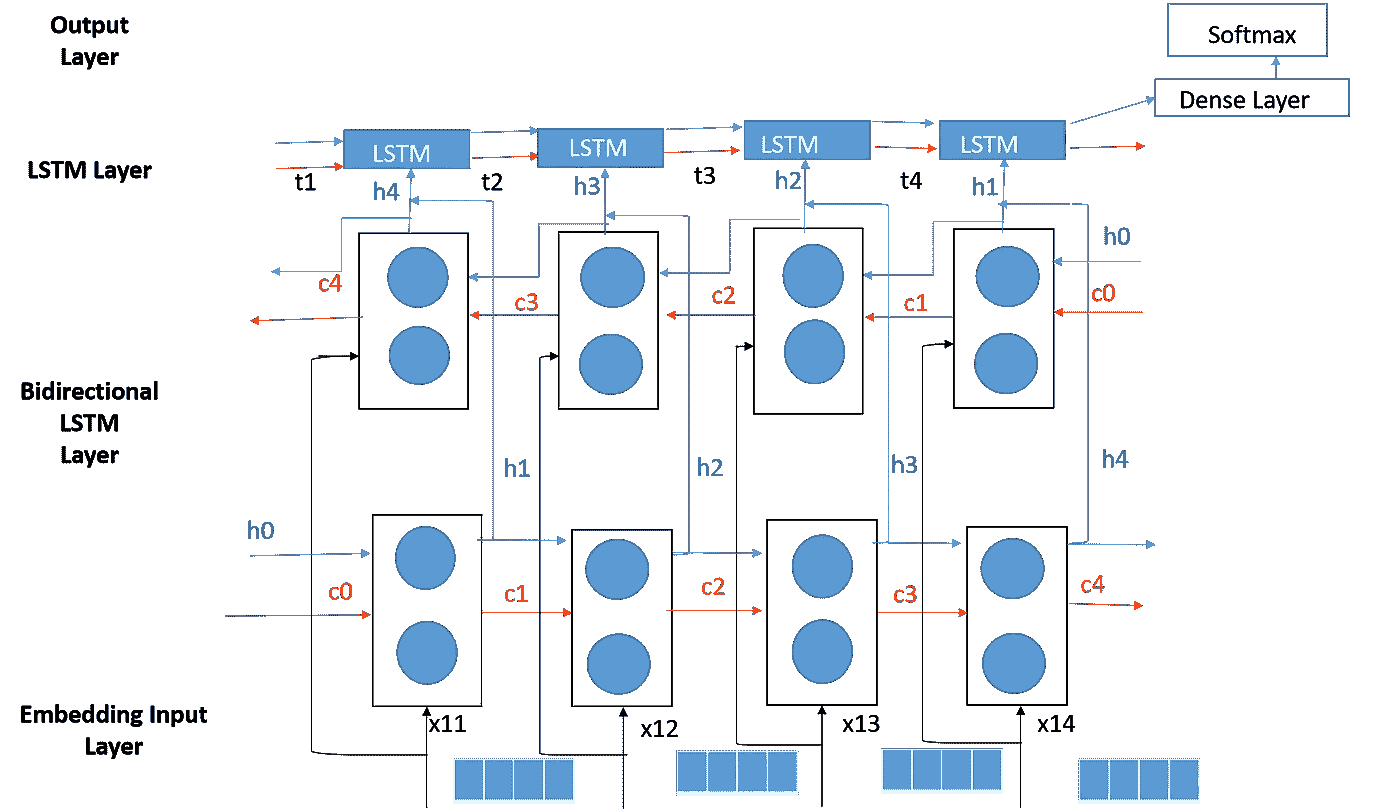 Output
Layer
Softmax
Dense Layer
LSTM Layer
LSTM
LSTM
LSTM
LSTM
t1
h4
t2
h3
t3
h2
t4
h1
h0
c4
c3
c2
c1
c0
Bidirectional
LSTM
Layer
h1
h2
h3
h4
h0
c0
c1
c2
c3
c4
Embedding Input
Layer
x11
x12
x13
x14